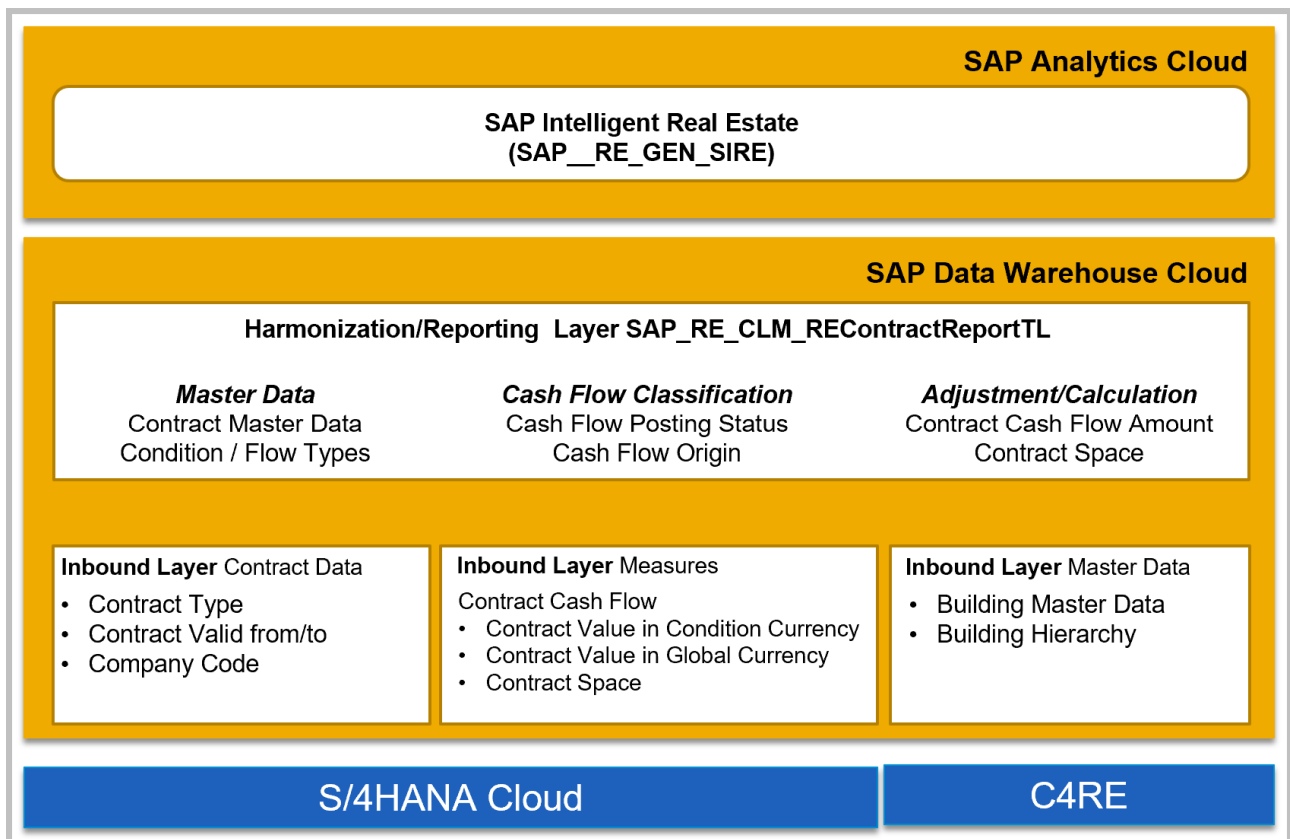 SAP Analytics Cloud
SAP Intelligent Real Estate
(SAP__RE_GEN_SIRE)
SAP Data Warehouse Cloud
Harmonization/Reporting  Layer SAP_RE_CLM_REContractReportTL
Master Data
Contract Master Data
Condition / Flow Types
Cash Flow Classification
Cash Flow Posting Status
Cash Flow Origin
Adjustment/Calculation
Contract Cash Flow Amount
Contract Space
Inbound Layer Contract Data
• Contract Type
• Contract Valid from/to
• Company Code
Inbound Layer Measures
Contract Cash Flow
• Contract Value in Condition Currency
• Contract Value in Global Currency
• Contract Space
Inbound Layer Master Data
• Building Master Data
• Building Hierarchy
S/4HANA Cloud
C4RE